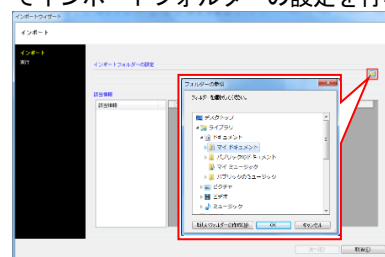 でインポートフォルダーの設定を行
インポートウィザード
インポート
インポート
実行
インポートフォルダーの設定
該当情報
該当情報
フォルダーの参照
フォルダーを選択してください。
デスクトップ
ライブラリ
ドキュメント
マイ ドキュメント
パブリックのドキュメント
マイ ミュージック
パブリックのミュージック
ピクチャ
ビデオ
ミュージック
新しいフォルダーの作成(N)
OK
キャンセル